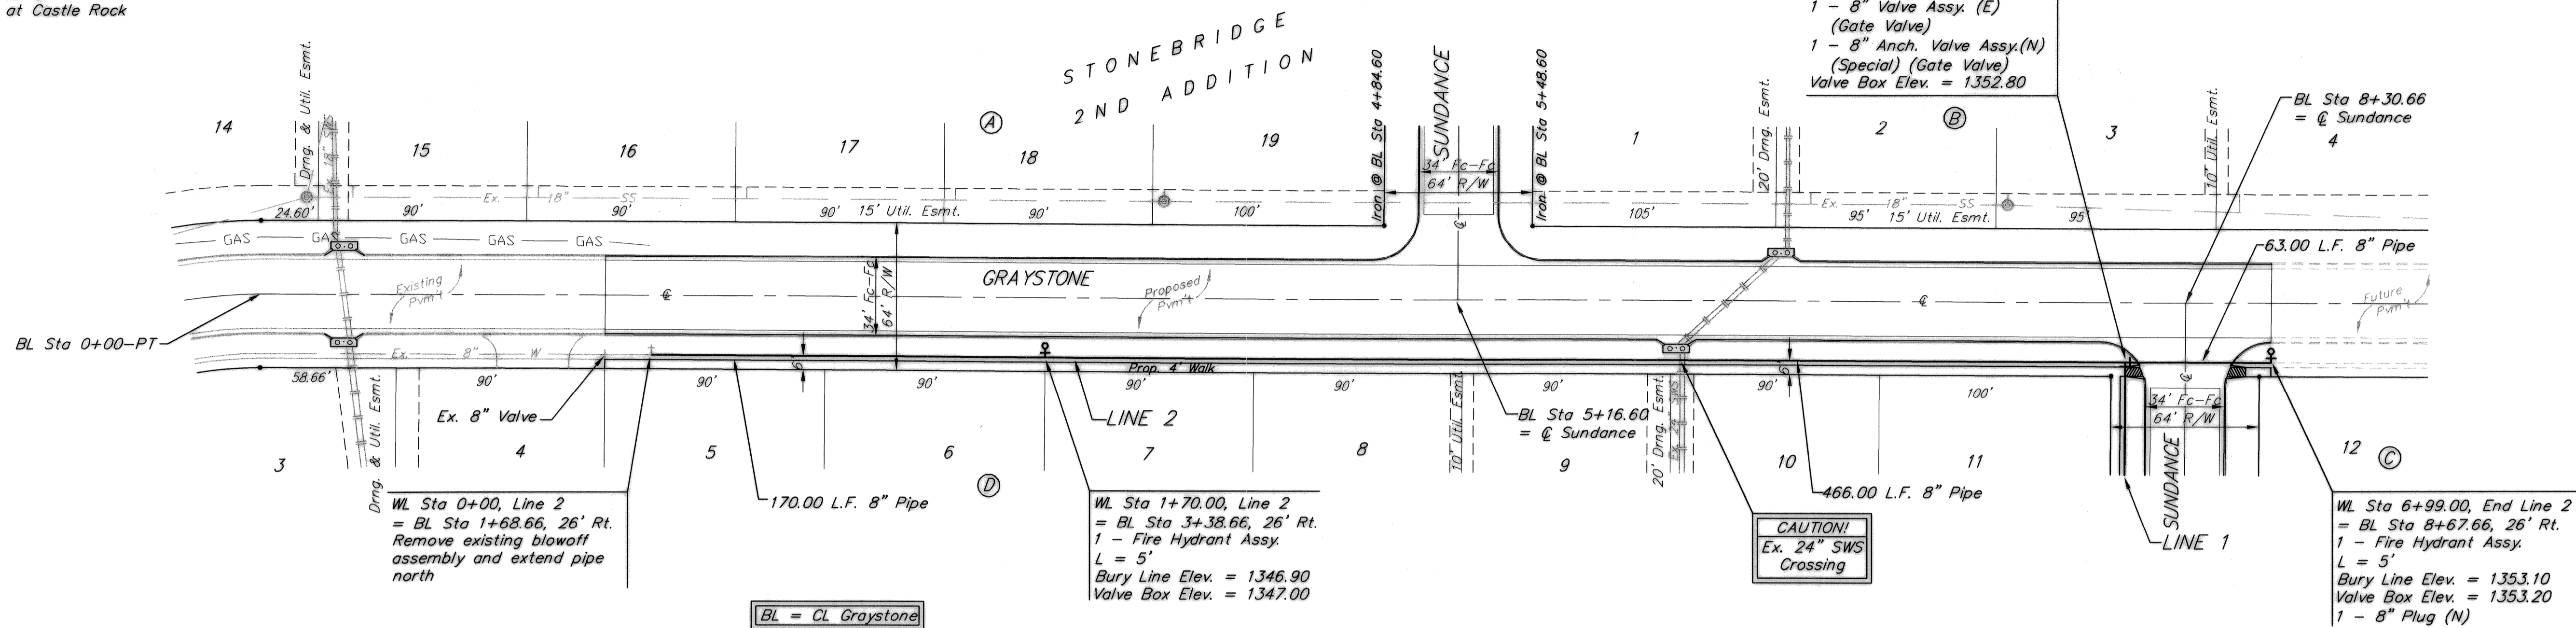 at Castle Rock
STONEBRIDGE
2ND ADDITION
1 - 8" Valve Assy. (E)
(Gate Valve)
1 - 8" Anch. Valve Assy.(N)
(Special) (Gate Valve)
Valve Box Elev. = 1352.80
Drng. & Util. Esmt.
Iron @ BL Sta 4+84.60
SUNDANCE
Iron @ BL Sta 5+48.60
20' Drng. Esmt.
10' Util. Esmt.
BL Sta 8+30.66
= ℄ Sundance
14
15
16
17
18
19
1
2
3
4
A
B
18" SWS
34' Fc-Fc
64' R/W
24.60'
90'
Ex. 18" SS
90'
90'
15' Util. Esmt.
90'
100'
105'
Ex. 18" SS
95'
15' Util. Esmt.
95'
GAS
GAS
GAS
GAS
GAS
63.00 L.F. 8" Pipe
℄
GRAYSTONE
Existing
Pvm't
℄
34' Fc-Fc
64' R/W
Proposed
Pvm't
℄
Future
Pvm't
BL Sta 0+00-PT
Ex. 8" W
6'
Prop. 4' Walk
6'
58.66'
90'
90'
90'
90'
90'
90'
90'
100'
Ex. 8" Valve
LINE 2
BL Sta 5+16.60
= ℄ Sundance
℄
34' Fc-Fc
64' R/W
Drng. & Util. Esmt.
10' Util. Esmt.
20' Drng. Esmt.
Ex. 24" SWS
SUNDANCE
3
4
5
6
7
8
9
10
11
12
D
C
WL Sta 0+00, Line 2
= BL Sta 1+68.66, 26' Rt.
Remove existing blowoff
assembly and extend pipe
north
170.00 L.F. 8" Pipe
WL Sta 1+70.00, Line 2
= BL Sta 3+38.66, 26' Rt.
1 - Fire Hydrant Assy.
L = 5'
Bury Line Elev. = 1346.90
Valve Box Elev. = 1347.00
466.00 L.F. 8" Pipe
CAUTION!
Ex. 24" SWS
Crossing
LINE 1
WL Sta 6+99.00, End Line 2
= BL Sta 8+67.66, 26' Rt.
1 - Fire Hydrant Assy.
L = 5'
Bury Line Elev. = 1353.10
Valve Box Elev. = 1353.20
1 - 8" Plug (N)
BL = CL Graystone